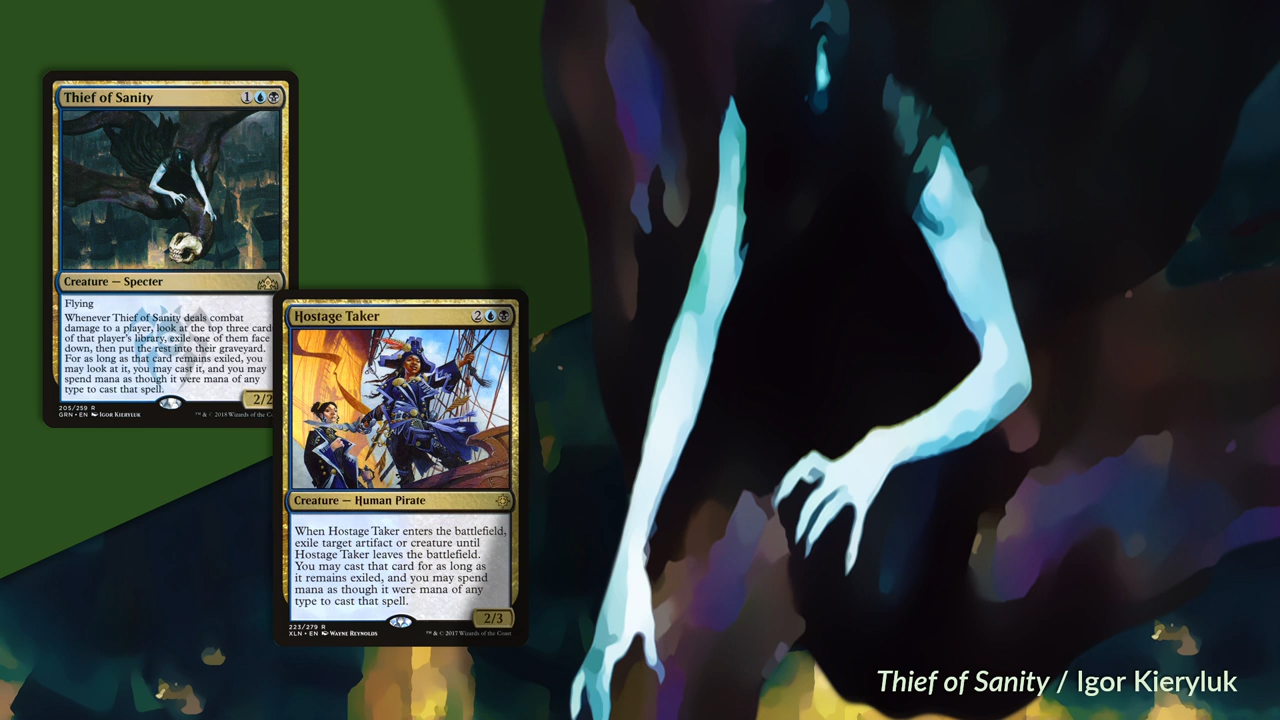 Thief of Sanity 1
Creature — Specter
Flying
Whenever Thief of Sanity deals combat
damage to a player, look at the top three card
of that player's library, exile one of them face
down, then put the rest into their graveyard.
For as long as that card remains exiled, you
may look at it, you may cast it, and you may
spend mana as though it were mana of any
type to cast that spell.
2/2
205/259 R
GRN • EN IGOR KIERYLUK
™ & © 2018 Wizards of the C
Hostage Taker 2
Creature — Human Pirate
When Hostage Taker enters the battlefield,
exile target artifact or creature until
Hostage Taker leaves the battlefield.
You may cast that card for as long as
it remains exiled, and you may spend
mana as though it were mana of any
type to cast that spell.
2/3
223/279 R
XLN • EN WAYNE REYNOLDS
™ & © 2017 Wizards of the Coast
Thief of Sanity / Igor Kieryluk